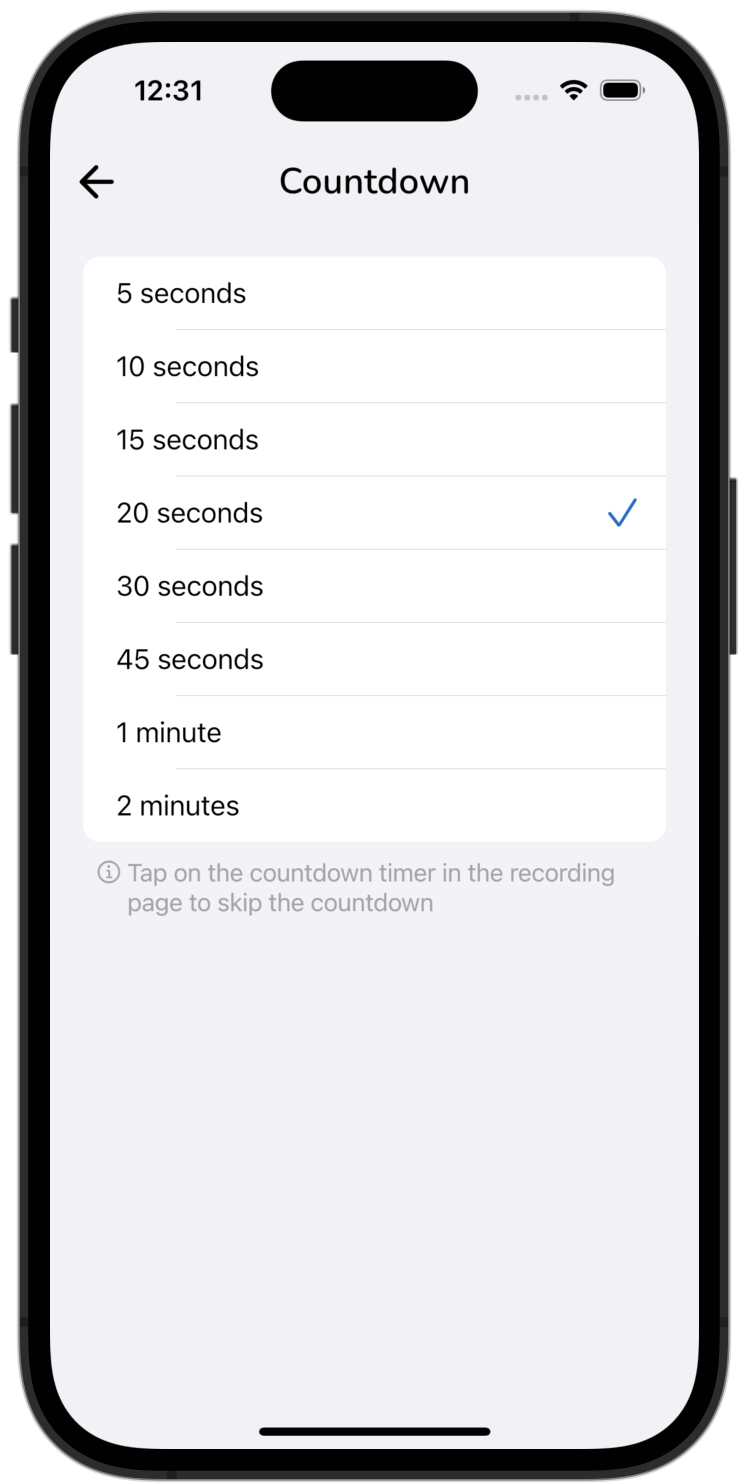 12:31
Countdown
5 seconds
10 seconds
15 seconds
20 seconds
30 seconds
45 seconds
1 minute
2 minutes
Tap on the countdown timer in the recording
page to skip the countdown